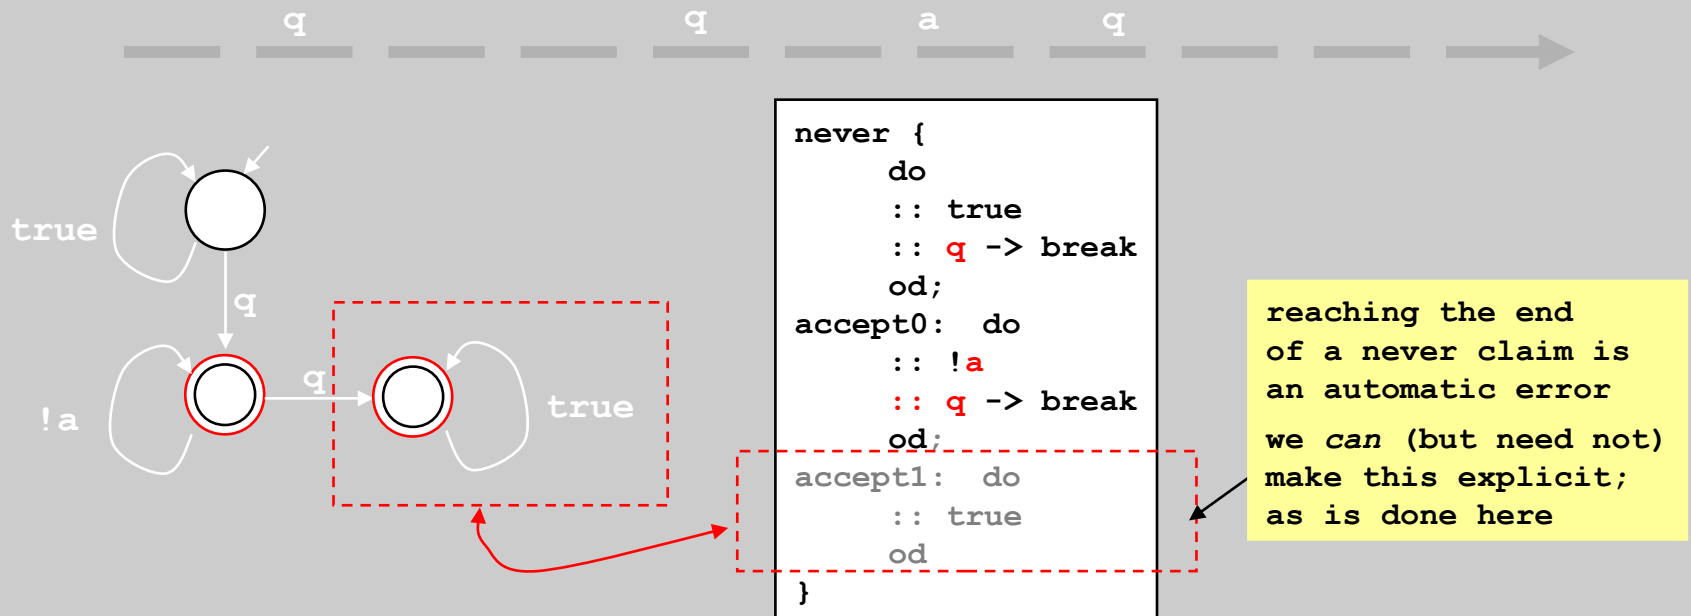 q q a q
true
q
!a
q
true
never {
do
:: true
:: q -> break
od;
accept0: do
:: !a
:: q -> break
od;
accept1: do
:: true
od
}
reaching the end
of a never claim is
an automatic error
we can (but need not)
make this explicit;
as is done here